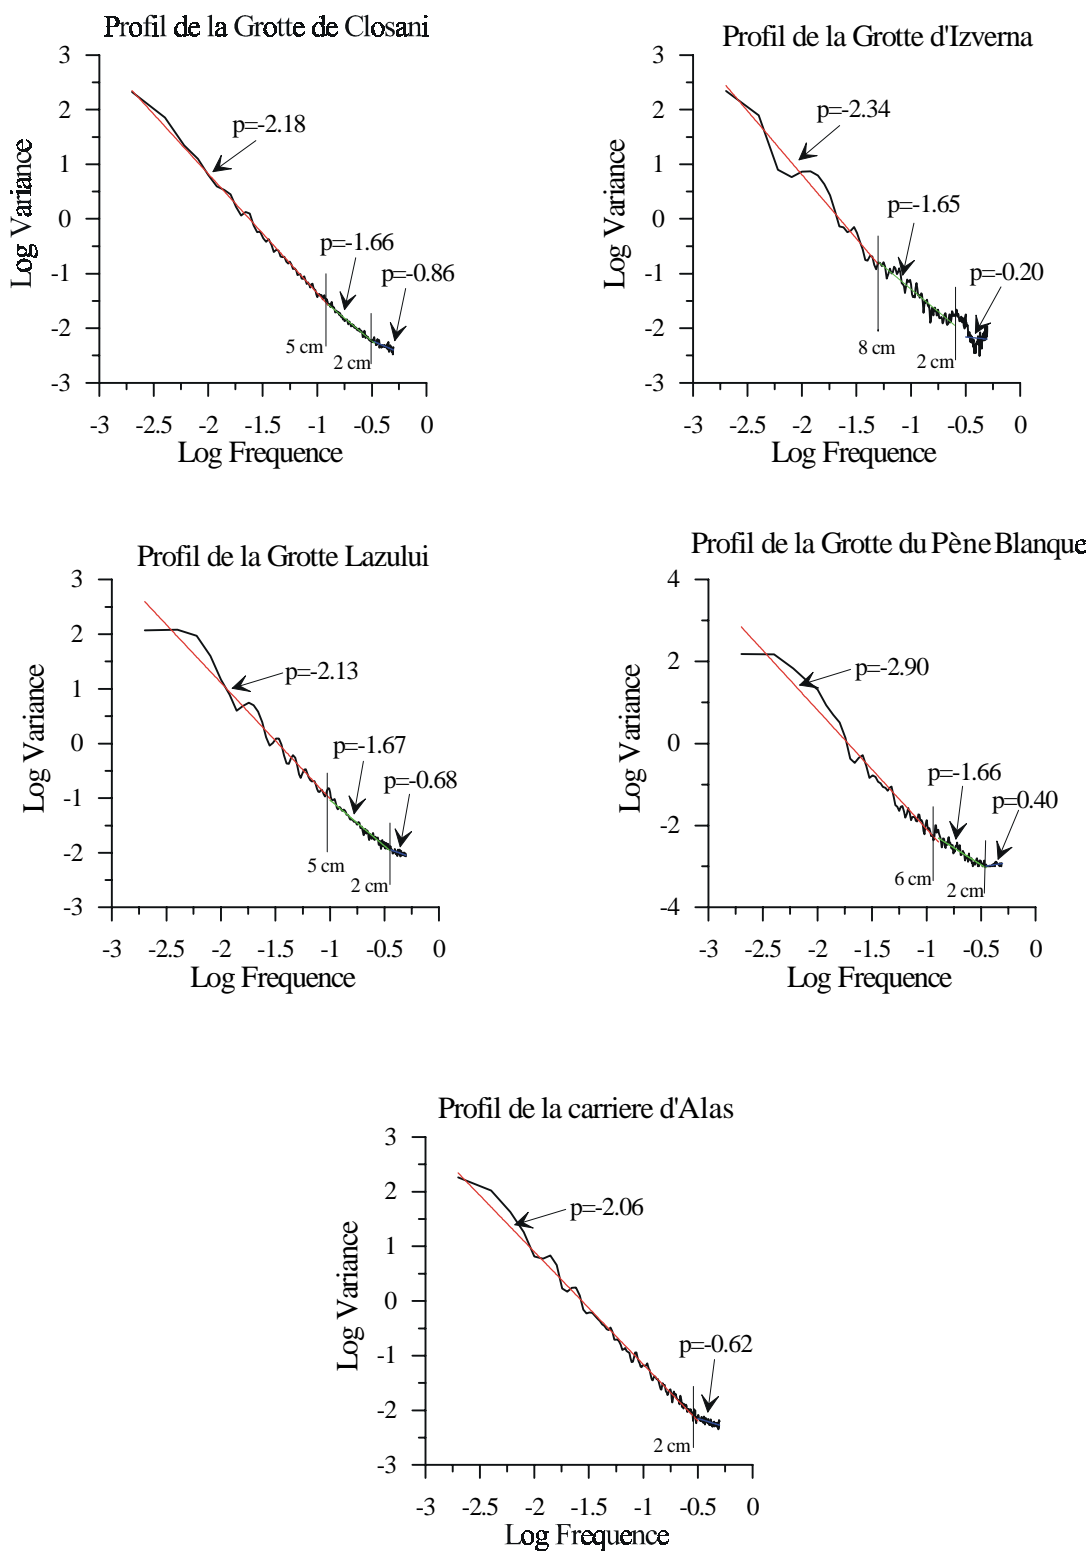 Profil de la Grotte de Closani
3
2
1
0
-1
-2
-3
Log Variance
p=-2.18
p=-1.66
p=-0.86
5 cm
2 cm
-3 -2.5 -2 -1.5 -1 -0.5 0
Log Frequence
Profil de la Grotte d'Izverna
3
2
1
0
-1
-2
-3
Log Variance
p=-2.34
p=-1.65
p=-0.20
8 cm
2 cm
-3 -2.5 -2 -1.5 -1 -0.5 0
Log Frequence
Profil de la Grotte Lazului
3
2
1
0
-1
-2
-3
Log Variance
p=-2.13
p=-1.67
p=-0.68
5 cm
2 cm
-3 -2.5 -2 -1.5 -1 -0.5 0
Log Frequence
Profil de la Grotte du Pène Blanque
4
2
0
-2
-4
Log Variance
p=-2.90
p=-1.66
p=0.40
6 cm
2 cm
-3 -2.5 -2 -1.5 -1 -0.5 0
Log Frequence
Profil de la carriere d'Alas
3
2
1
0
-1
-2
-3
Log Variance
p=-2.06
p=-0.62
2 cm
-3 -2.5 -2 -1.5 -1 -0.5 0
Log Frequence